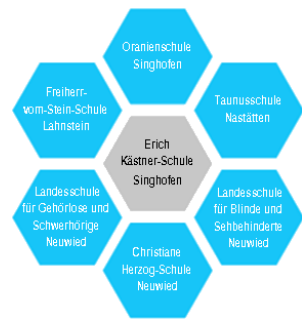 Oranienschule
Singhofen
Freiherr-
vom-Stein-Schule
Lahnstein
Taunusschule
Nastätten
Erich
Kästner-Schule
Singhofen
Landesschule
für Gehörlose und
Schwerhörige
Neuwied
Landesschule
für Blinde und
Sehbehinderte
Neuwied
Christiane
Herzog-Schule
Neuwied